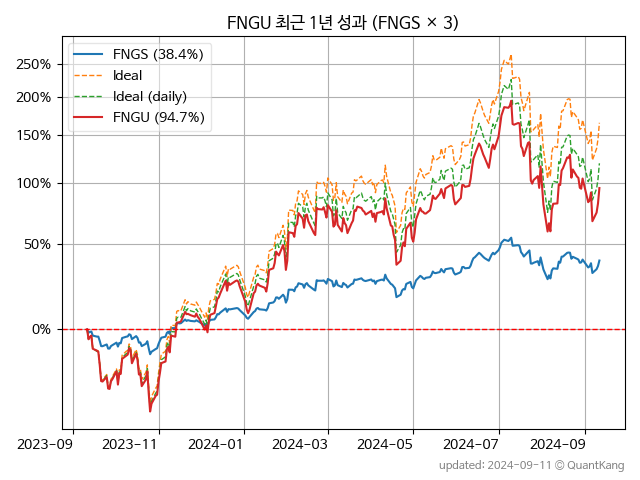 FNGU 최근 1년 성과 (FNGS × 3)
FNGS (38.4%)
Ideal
Ideal (daily)
FNGU (94.7%)
250%
200%
150%
100%
50%
0%
2023-09
2023-11
2024-01
2024-03
2024-05
2024-07
2024-09
updated: 2024-09-11 © QuantKang